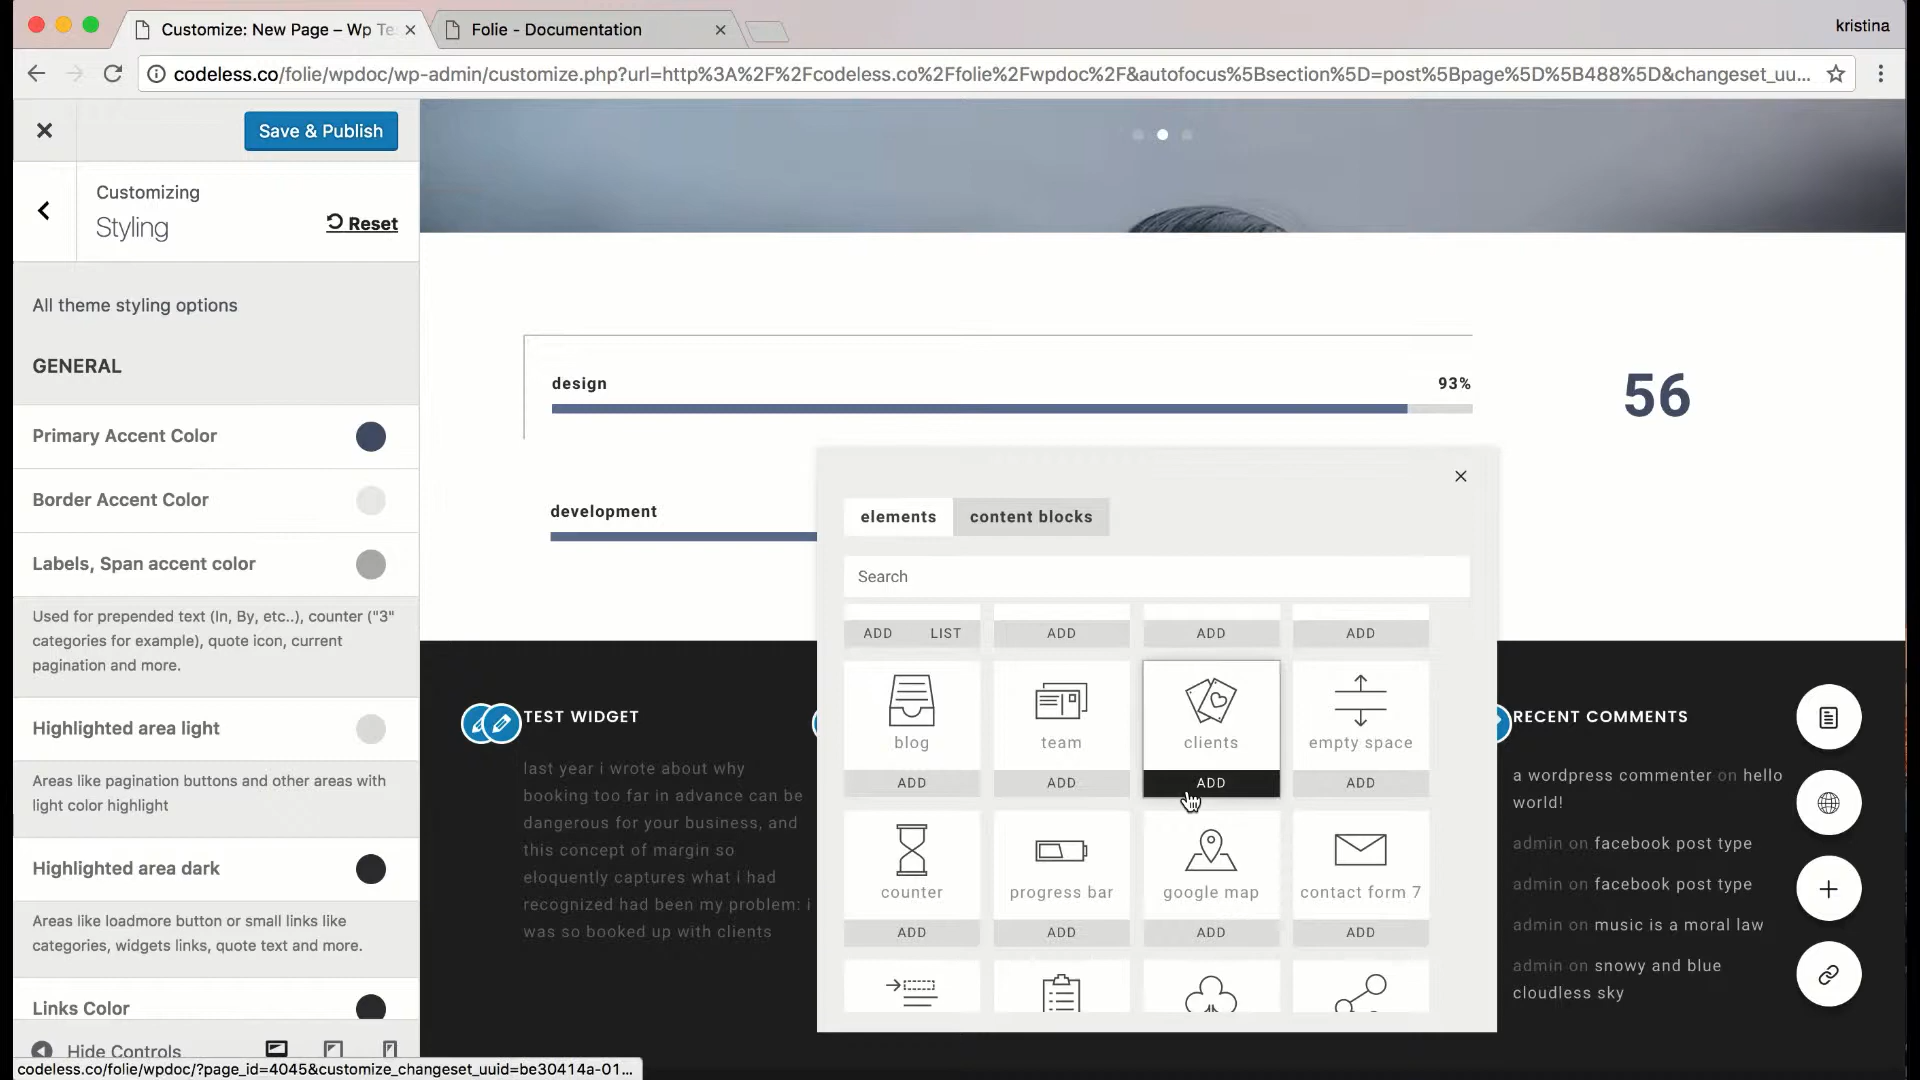 Customize: New Page – Wp Te
Folie - Documentation
kristina
codeless.co/folie/wpdoc/wp-admin/customize.php?url=http%3A%2F%2Fcodeless.co%2Ffolie%2Fwpdoc%2F&autofocus%5Bsection%5D=post%5Bpage%5D%5B488%5D&changeset_uu...
Save & Publish
Customizing
Styling
Reset
All theme styling options
GENERAL
Primary Accent Color
Border Accent Color
Labels, Span accent color
Used for prepended text (In, By, etc..), counter ("3"
categories for example), quote icon, current
pagination and more.
Highlighted area light
Areas like pagination buttons and other areas with
light color highlight
Highlighted area dark
Areas like loadmore button or small links like
categories, widgets links, quote text and more.
Links Color
Hide Controls
codeless.co/folie/wpdoc/?page_id=4045&customize_changeset_uuid=be30414a-01...
design
93%
56
development
elements
content blocks
Search
ADD LIST ADD ADD ADD
blog team clients empty space
ADD ADD ADD ADD
counter progress bar google map contact form 7
ADD ADD ADD ADD
TEST WIDGET
last year i wrote about why
booking too far in advance can be
dangerous for your business, and
this concept of margin so
eloquently captures what i had
recognized had been my problem: i
was so booked up with clients
RECENT COMMENTS
a wordpress commenter on hello
world!
admin on facebook post type
admin on facebook post type
admin on music is a moral law
admin on snowy and blue
cloudless sky